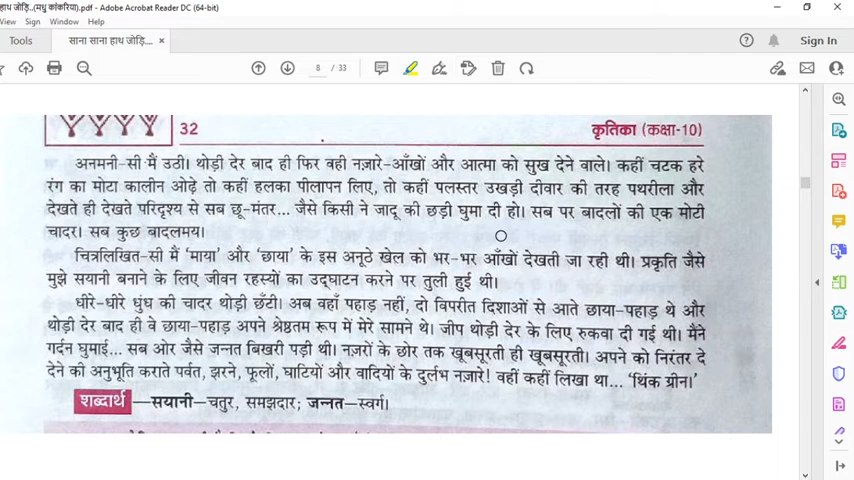 हाथ जोड़ि..(मधु कांकरिया).pdf - Adobe Acrobat Reader DC (64-bit)
View Sign Window Help
Tools साना साना हाथ जोड़ि.... × Sign In
8 / 33
32 कृतिका (कक्षा-10)
अनमनी-सी मैं उठी। थोड़ी देर बाद ही फिर वही नज़ारे-आँखों और आत्मा को सुख देने वाले। कहीं चटक हरे
रंग का मोटा कालीन ओढ़े तो कहीं हलका पीलापन लिए, तो कहीं पलस्तर उखड़ी दीवार की तरह पथरीला और
देखते ही देखते परिदृश्य से सब छू-मंतर... जैसे किसी ने जादू की छड़ी घुमा दी हो। सब पर बादलों की एक मोटी
चादर। सब कुछ बादलमय।
चित्रलिखित-सी मैं ‘माया’ और ‘छाया’ के इस अनूठे खेल को भर-भर आँखों देखती जा रही थी। प्रकृति जैसे
मुझे सयानी बनाने के लिए जीवन रहस्यों का उद्घाटन करने पर तुली हुई थी।
धीरे-धीरे धुंध की चादर थोड़ी छँटी। अब वहाँ पहाड़ नहीं, दो विपरीत दिशाओं से आते छाया-पहाड़ थे और
थोड़ी देर बाद ही वे छाया-पहाड़ अपने श्रेष्ठतम रूप में मेरे सामने थे। जीप थोड़ी देर के लिए रुकवा दी गई थी। मैंने
गर्दन घुमाई... सब ओर जैसे जन्नत बिखरी पड़ी थी। नज़रों के छोर तक खूबसूरती ही खूबसूरती। अपने को निरंतर दे
देने की अनुभूति कराते पर्वत, झरने, फूलों, घाटियों और वादियों के दुर्लभ नज़ारे! वहीं कहीं लिखा था... ‘थिंक ग्रीन।’
शब्दार्थ —सयानी—चतुर, समझदार; जन्नत—स्वर्ग।